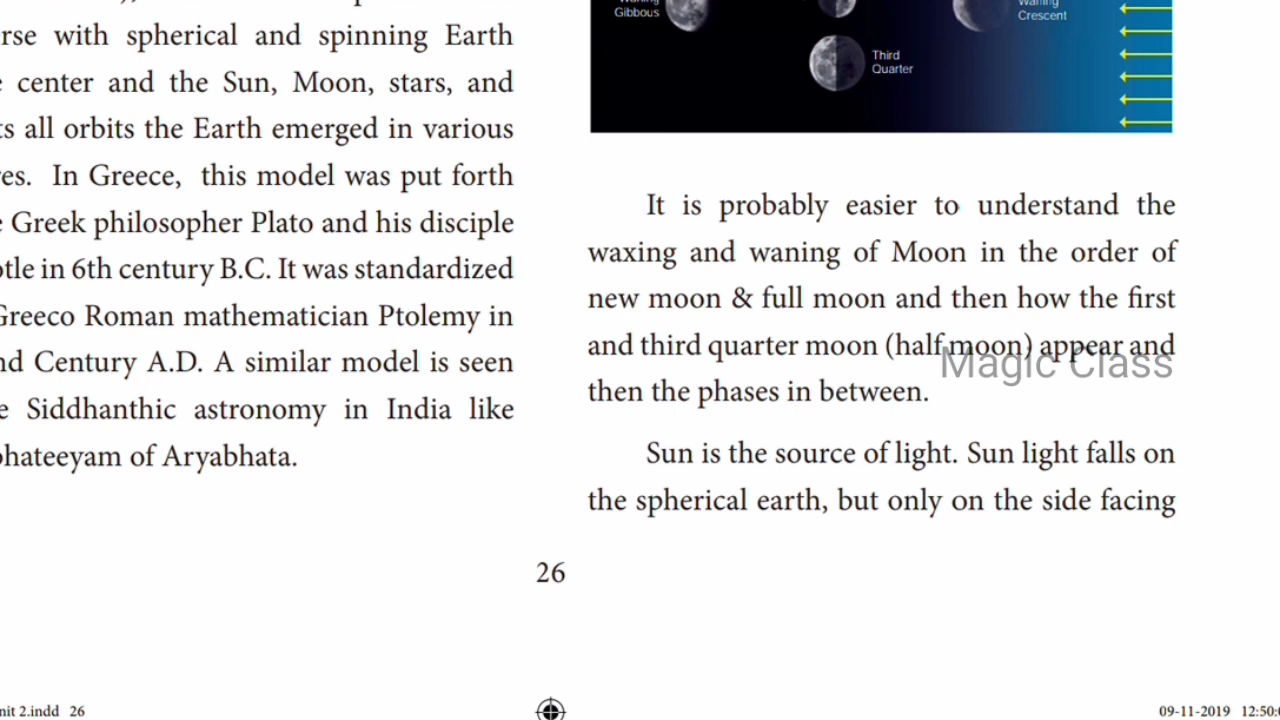 rse with spherical and spinning Earth
center and the Sun, Moon, stars, and
ts all orbits the Earth emerged in various
es. In Greece, this model was put forth
e Greek philosopher Plato and his disciple
otle in 6th century B.C. It was standardized
Greeco Roman mathematician Ptolemy in
nd Century A.D. A similar model is seen
e Siddhanthic astronomy in India like
bhateeyam of Aryabhata.
Gibbous
Waning
Crescent
Third
Quarter
It is probably easier to understand the
waxing and waning of Moon in the order of
new moon & full moon and then how the first
and third quarter moon (half moon) appear and
then the phases in between.
Magic Class
Sun is the source of light. Sun light falls on
the spherical earth, but only on the side facing
26
nit 2.indd 26
09-11-2019 12:50: